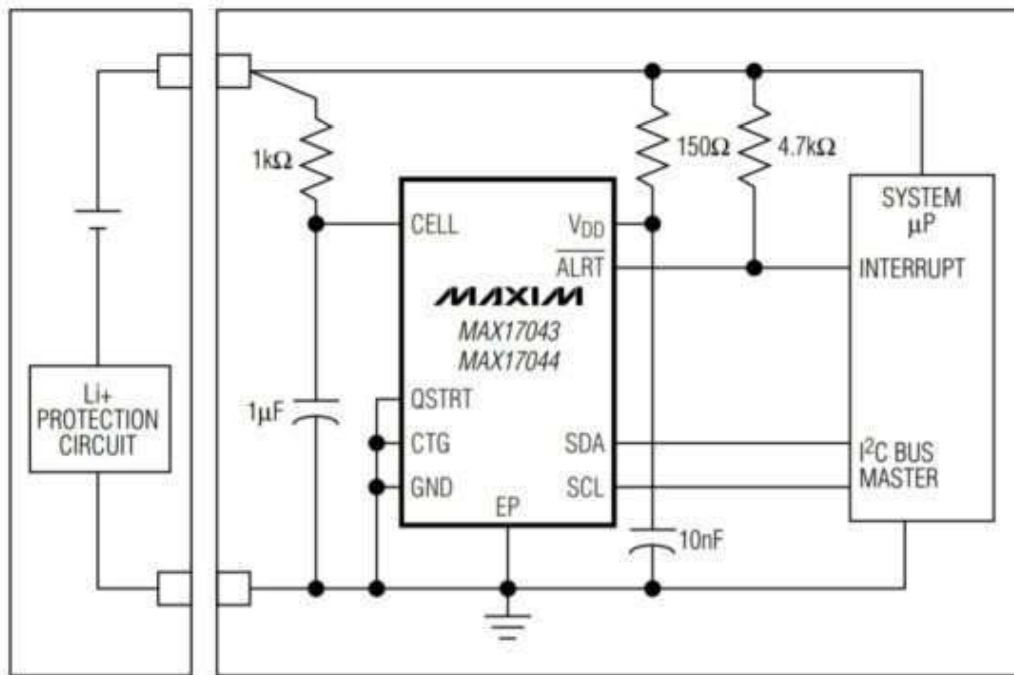 1kΩ
150Ω
4.7kΩ
SYSTEM
µP
CELL
VDD
ALRT
INTERRUPT
MAXIM
MAX17043
MAX17044
Li+
PROTECTION
CIRCUIT
1µF
QSTRT
CTG
SDA
I²C BUS
MASTER
GND
SCL
EP
10nF